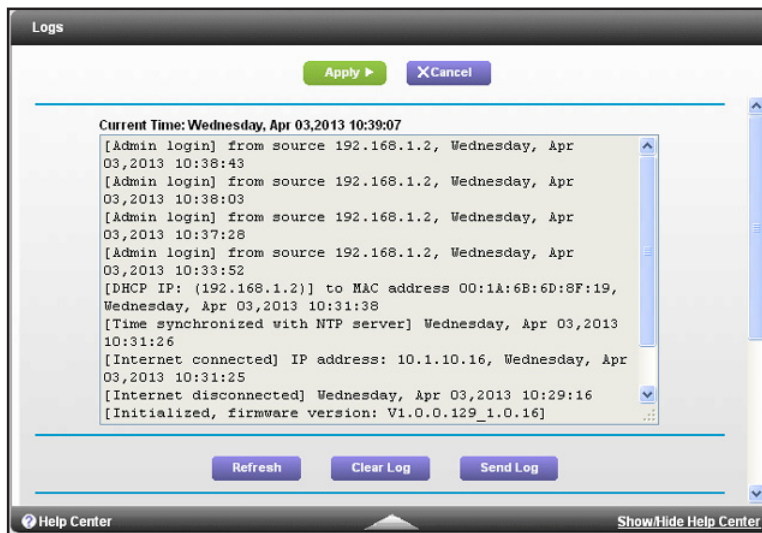 Logs
Apply
XCancel
Current Time: Wednesday, Apr 03,2013 10:39:07
[Admin login] from source 192.168.1.2, Wednesday, Apr
03,2013 10:38:43
[Admin login] from source 192.168.1.2, Wednesday, Apr
03,2013 10:38:03
[Admin login] from source 192.168.1.2, Wednesday, Apr
03,2013 10:37:28
[Admin login] from source 192.168.1.2, Wednesday, Apr
03,2013 10:33:52
[DHCP IP: (192.168.1.2)] to MAC address 00:1A:6B:6D:8F:19,
Wednesday, Apr 03,2013 10:31:38
[Time synchronized with NTP server] Wednesday, Apr 03,2013
10:31:26
[Internet connected] IP address: 10.1.10.16, Wednesday, Apr
03,2013 10:31:25
[Internet disconnected] Wednesday, Apr 03,2013 10:29:16
[Initialized, firmware version: V1.0.0.129_1.0.16]
Refresh
Clear Log
Send Log
Help Center
Show/Hide Help Center